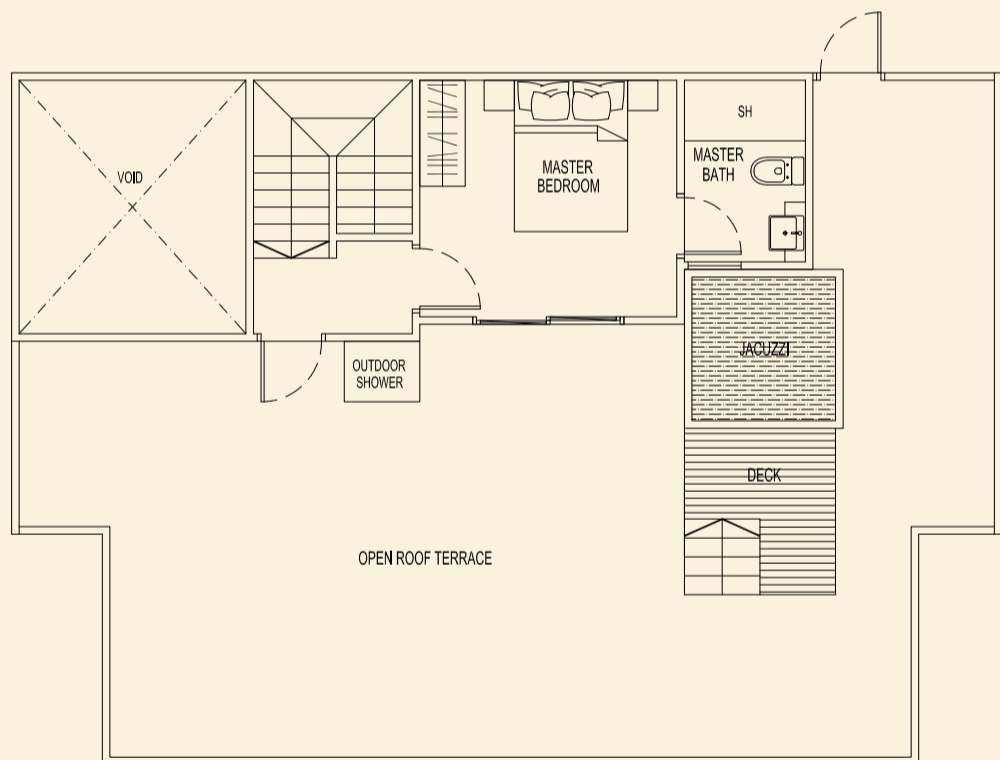 SH
MASTER
BATH
MASTER
BEDROOM
VOID
JACUZZI
OUTDOOR
SHOWER
DECK
OPEN ROOF TERRACE